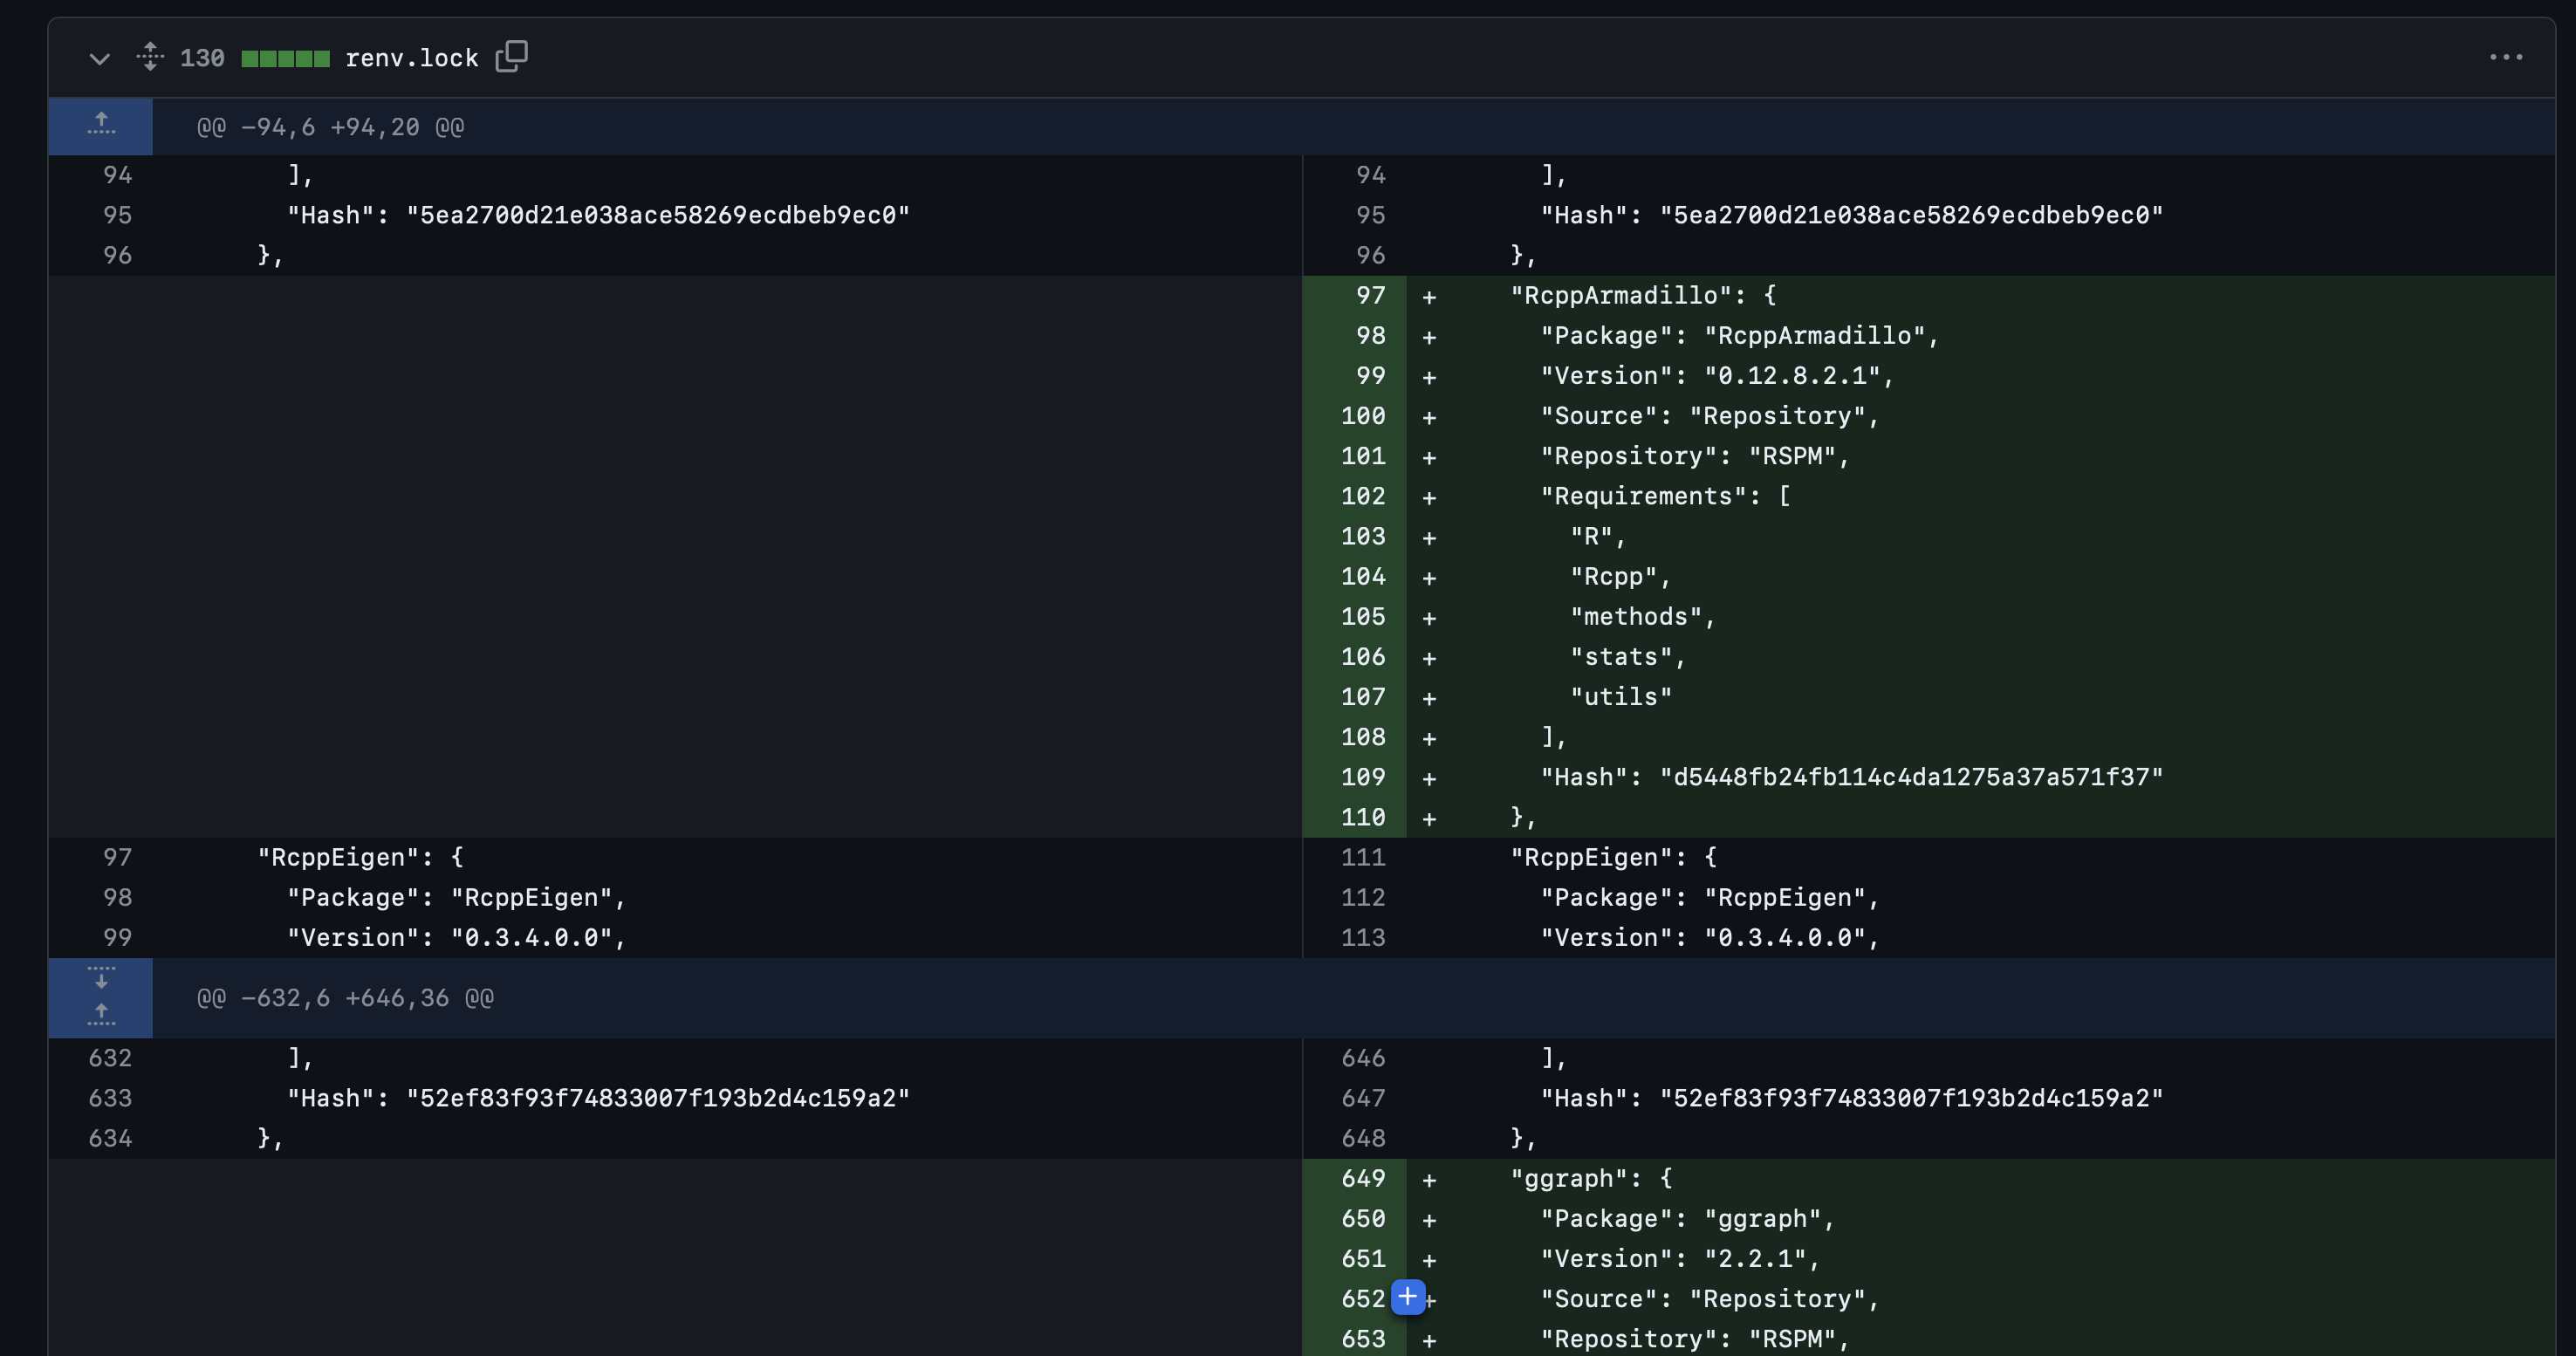 130 renv.lock
@@ -94,6 +94,20 @@
94 ],
95 "Hash": "5ea2700d21e038ace58269ecdbeb9ec0"
96 },
94 ],
95 "Hash": "5ea2700d21e038ace58269ecdbeb9ec0"
96 },
97 + "RcppArmadillo": {
98 + "Package": "RcppArmadillo",
99 + "Version": "0.12.8.2.1",
100 + "Source": "Repository",
101 + "Repository": "RSPM",
102 + "Requirements": [
103 + "R",
104 + "Rcpp",
105 + "methods",
106 + "stats",
107 + "utils"
108 + ],
109 + "Hash": "d5448fb24fb114c4da1275a37a571f37"
110 + },
97 "RcppEigen": {
98 "Package": "RcppEigen",
99 "Version": "0.3.4.0.0",
111 "RcppEigen": {
112 "Package": "RcppEigen",
113 "Version": "0.3.4.0.0",
@@ -632,6 +646,36 @@
632 ],
633 "Hash": "52ef83f93f74833007f193b2d4c159a2"
634 },
646 ],
647 "Hash": "52ef83f93f74833007f193b2d4c159a2"
648 },
649 + "ggraph": {
650 + "Package": "ggraph",
651 + "Version": "2.2.1",
652 + "Source": "Repository",
653 + "Repository": "RSPM",